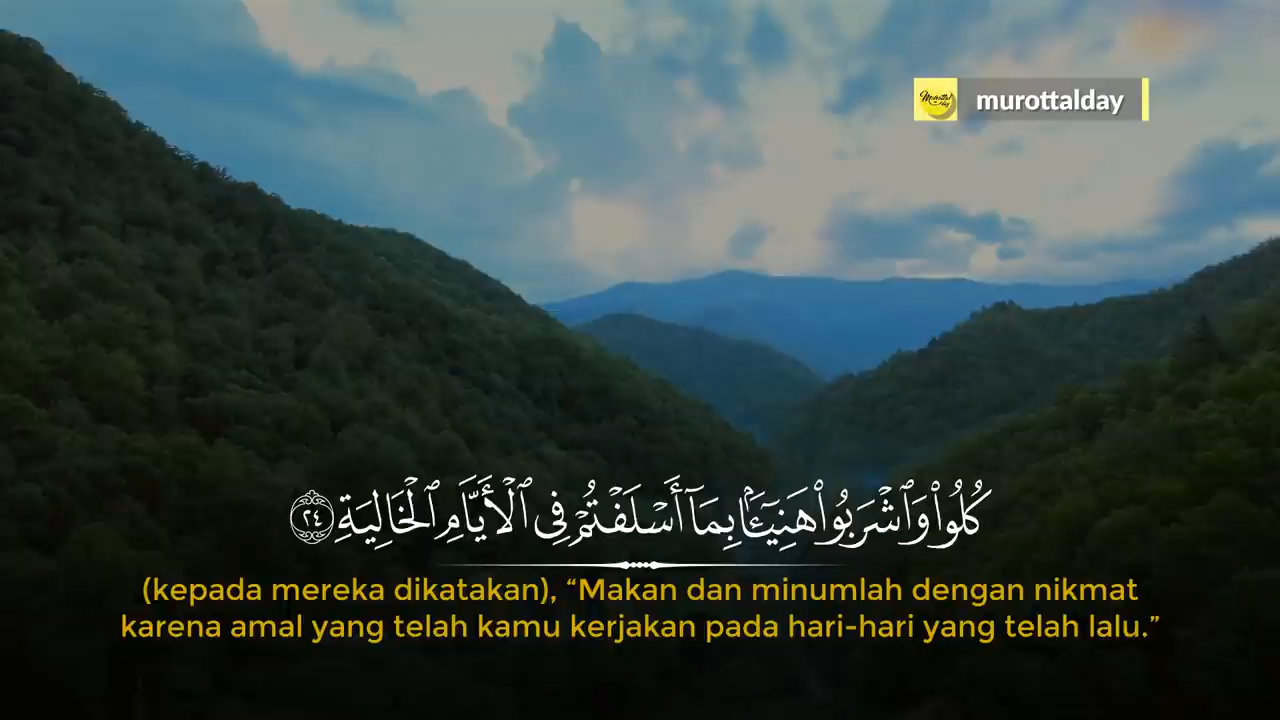 murottalday
كُلُوا۟ وَٱشْرَبُوا۟ هَنِيٓـَٔۢا بِمَآ أَسْلَفْتُمْ فِى ٱلْأَيَّامِ ٱلْخَالِيَةِ ٢٤
(kepada mereka dikatakan), “Makan dan minumlah dengan nikmat
karena amal yang telah kamu kerjakan pada hari-hari yang telah lalu.”